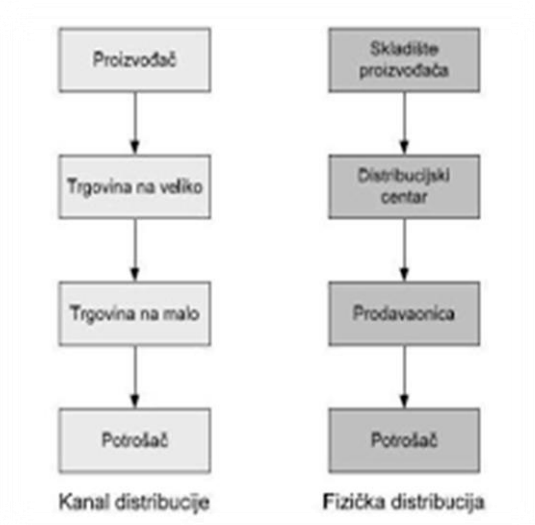 Proizvođač
Trgovina na veliko
Trgovina na malo
Potrošač
Kanal distribucije
Skladište
proizvođača
Distribucijski
centar
Prodavaonica
Potrošač
Fizička distribucija